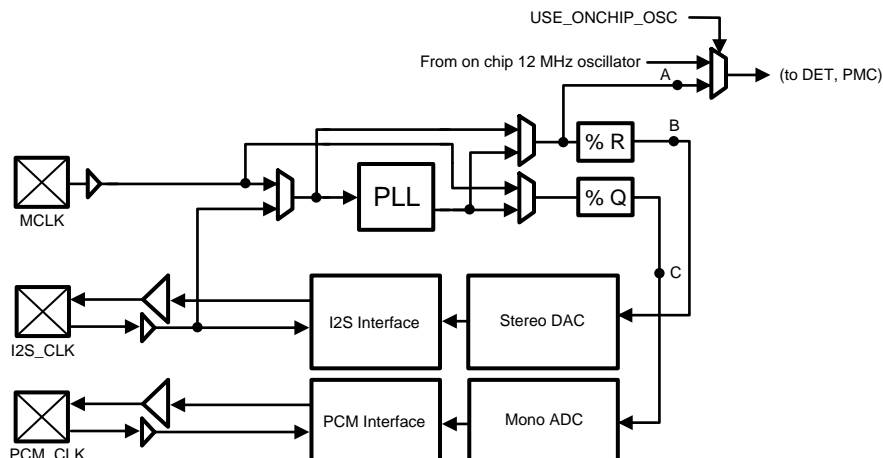 USE_ONCHIP_OSC
From on chip 12 MHz oscillator
(to DET, PMC)
A
B
% R
MCLK
PLL
% Q
C
I2S Interface
Stereo DAC
I2S_CLK
PCM Interface
Mono ADC
PCM_CLK